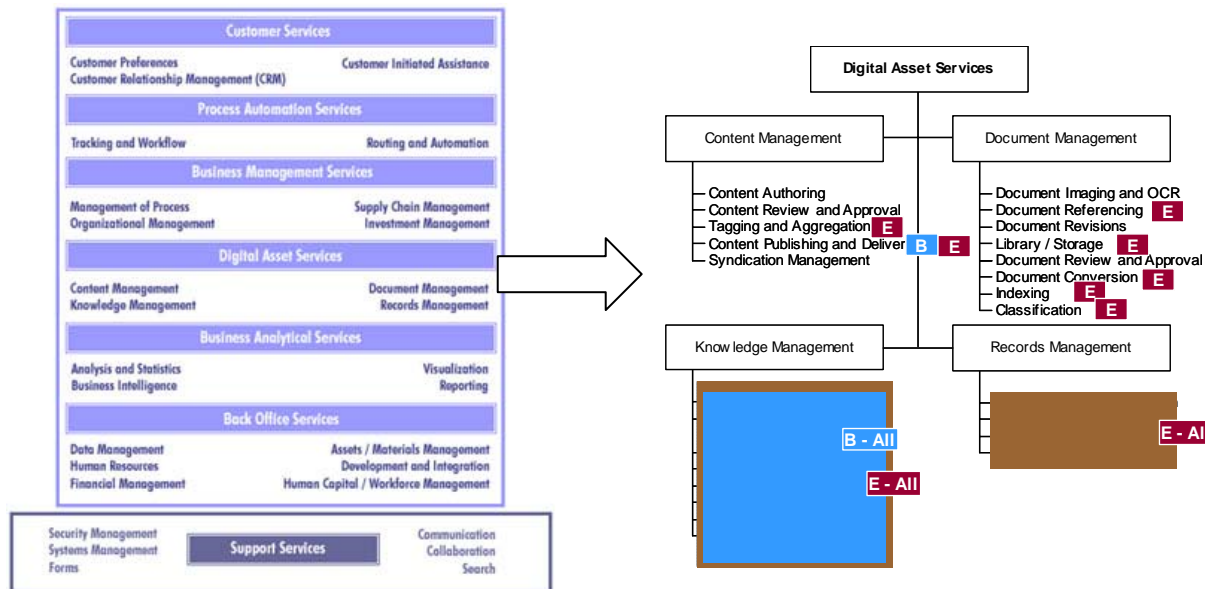 Customer Services
Customer Preferences Customer Initiated Assistance
Customer Relationship Management (CRM)
Process Automation Services
Tracking and Workflow Routing and Automation
Business Management Services
Management of Process Supply Chain Management
Organizational Management Investment Management
Digital Asset Services
Content Management Document Management
Knowledge Management Records Management
Business Analytical Services
Analysis and Statistics Visualization
Business Intelligence Reporting
Back Office Services
Data Management Assets / Materials Management
Human Resources Development and Integration
Financial Management Human Capital / Workforce Management
Security Management Communication
Systems Management Support Services Collaboration
Forms Search
Digital Asset Services
Content Management
Content Authoring
Content Review and Approval
Tagging and Aggregation E
Content Publishing and Deliver B E
Syndication Management
Document Management
Document Imaging and OCR
Document Referencing E
Document Revisions
Library / Storage E
Document Review and Approval
Document Conversion E
Indexing E
Classification E
Knowledge Management
B - All
E - All
Records Management
E - Al